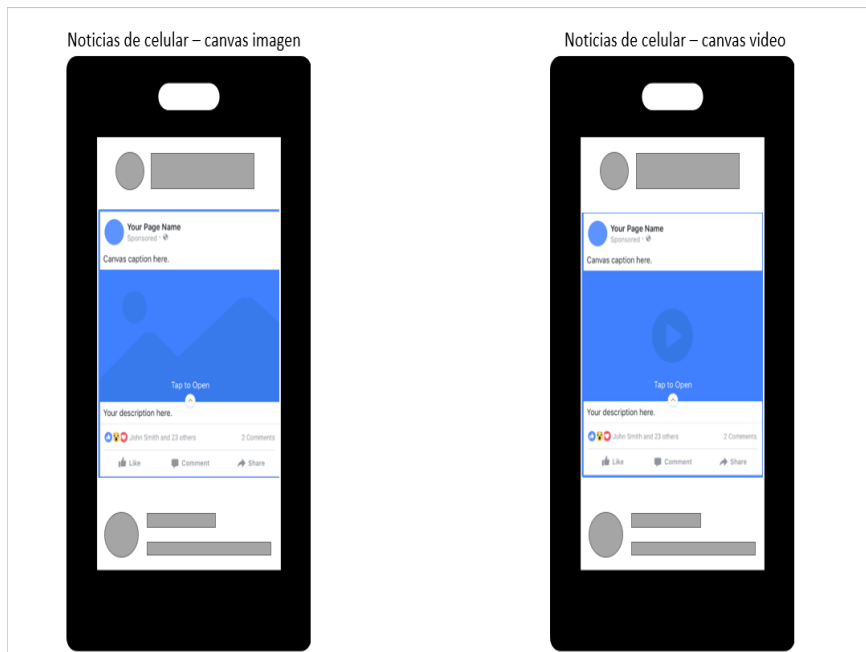 Noticias de celular – canvas imagen
Your Page Name
Sponsored ·
Canvas caption here.
Tap to Open
Your description here.
John Smith and 23 others 2 Comments
Like Comment Share
Noticias de celular – canvas video
Your Page Name
Sponsored ·
Canvas caption here.
Tap to Open
Your description here.
John Smith and 23 others 2 Comments
Like Comment Share